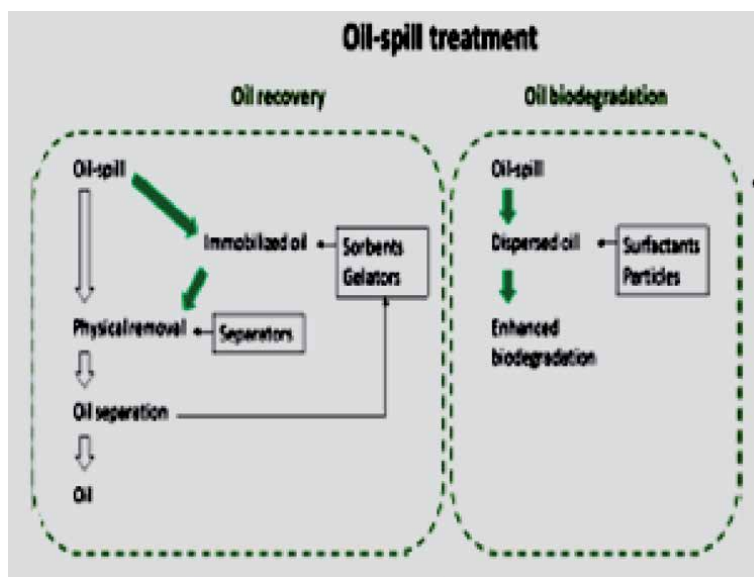 Oil-spill treatment
Oil recovery
Oil-spill
Immobilized oil
Sorbents
Gelators
Physical removal
Separators
Oil separation
Oil
Oil biodegradation
Oil-spill
Dispersed oil
Surfactants
Particles
Enhanced
biodegradation